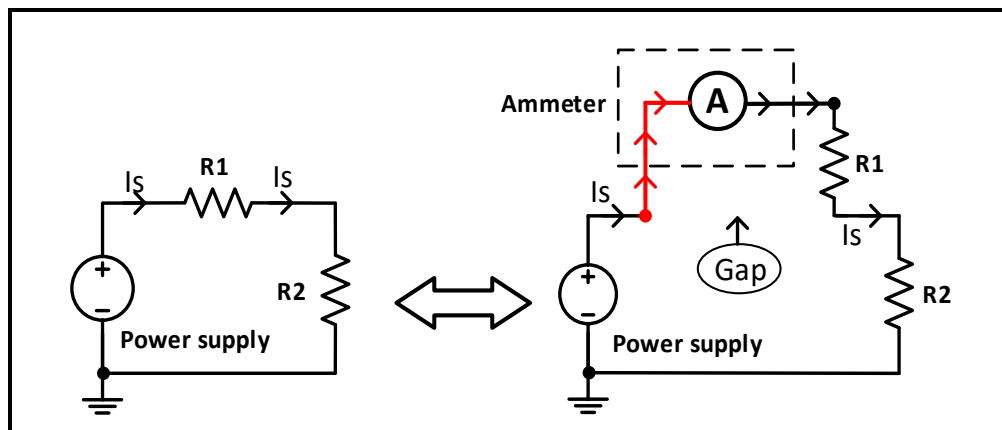 R1
Is
Is
+
−
R2
Power supply
Ammeter
A
R1
Is
Is
Gap
+
−
R2
Power supply